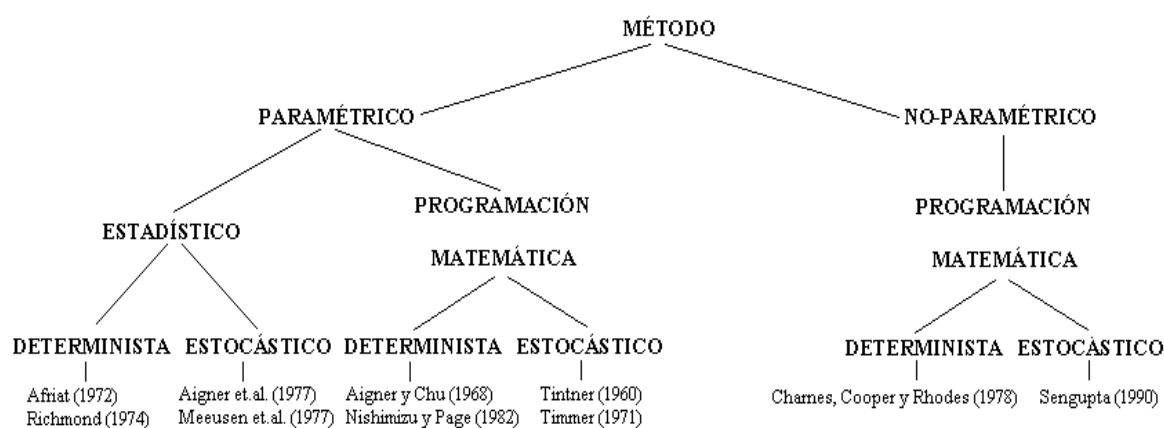 MÉTODO
PARAMÉTRICO
NO-PARAMÉTRICO
ESTADÍSTICO
PROGRAMACIÓN
MATEMÁTICA
PROGRAMACIÓN
MATEMÁTICA
DETERMINISTA
ESTOCÁSTICO
DETERMINISTA
ESTOCÁSTICO
DETERMINISTA
ESTOCÁSTICO
Afriat (1972)
Richmond (1974)
Aigner et.al. (1977)
Meeusen et.al. (1977)
Aigner y Chu (1968)
Nishimizu y Page (1982)
Tintner (1960)
Timmer (1971)
Charnes, Cooper y Rhodes (1978)
Sengupta (1990)